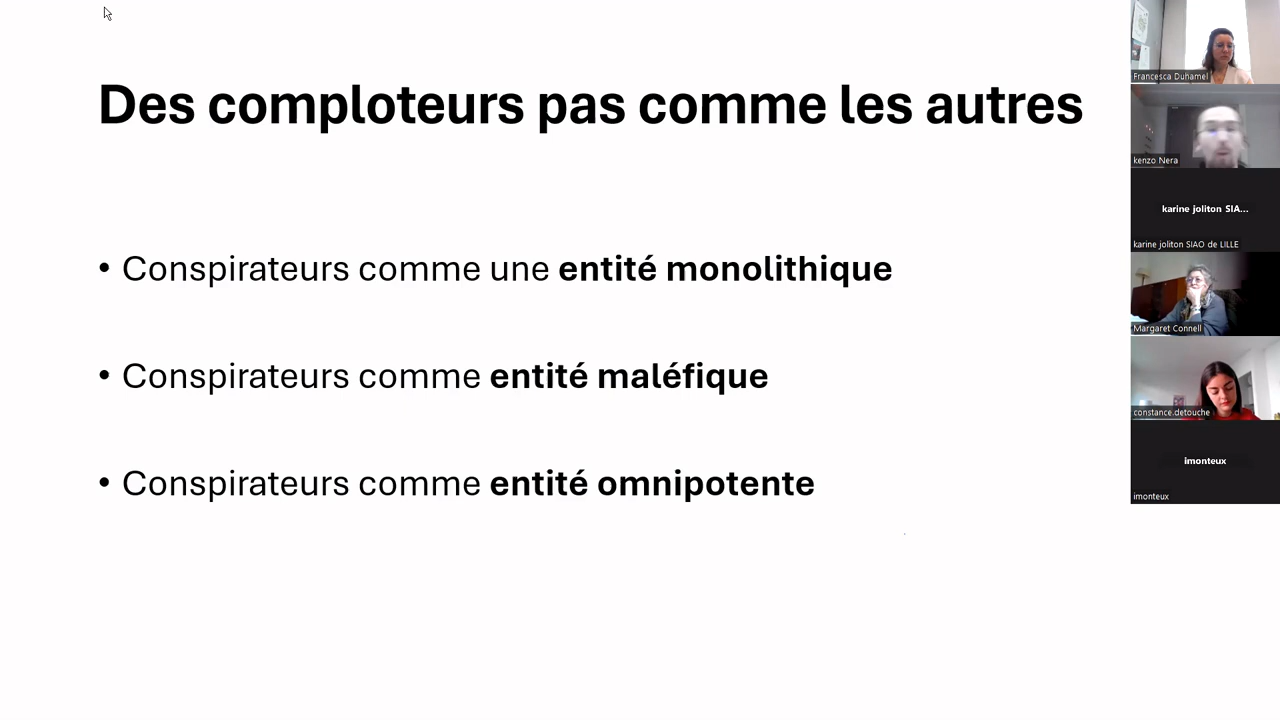 Des comploteurs pas comme les autres
• Conspirateurs comme une entité monolithique
• Conspirateurs comme entité maléfique
• Conspirateurs comme entité omnipotente
Francesca Duhamel
kenzo Nera
karine joliton SIA...
karine joliton SIAO de LILLE
Margaret Connell
constance.detouche
imonteux
imonteux